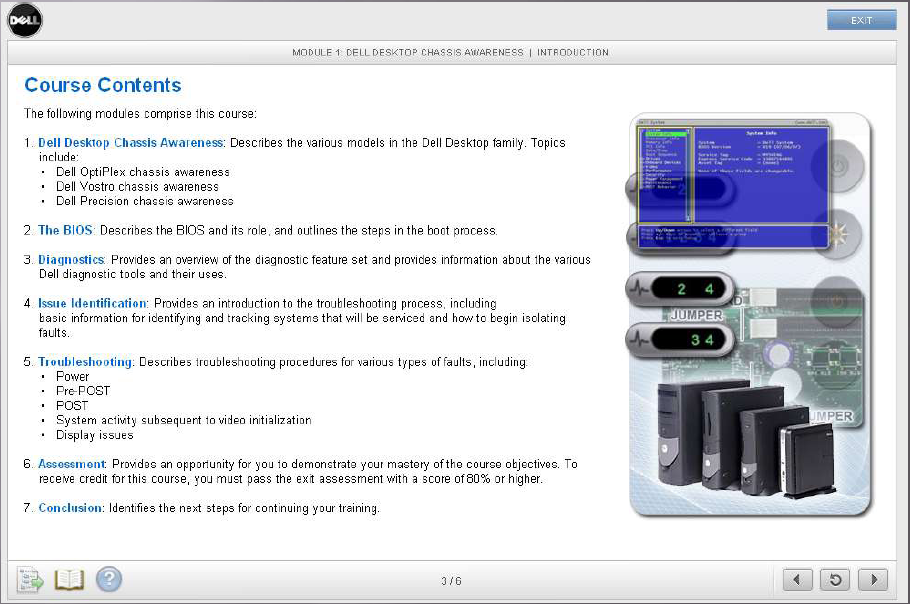 DELL
EXIT
MODULE 1: DELL DESKTOP CHASSIS AWARENESS | INTRODUCTION
Course Contents
The following modules comprise this course:
1. Dell Desktop Chassis Awareness: Describes the various models in the Dell Desktop family. Topics
include:
• Dell OptiPlex chassis awareness
• Dell Vostro chassis awareness
• Dell Precision chassis awareness
2. The BIOS: Describes the BIOS and its role, and outlines the steps in the boot process.
3. Diagnostics: Provides an overview of the diagnostic feature set and provides information about the various
Dell diagnostic tools and their uses.
4. Issue Identification: Provides an introduction to the troubleshooting process, including
basic information for identifying and tracking systems that will be serviced and how to begin isolating
faults.
5. Troubleshooting: Describes troubleshooting procedures for various types of faults, including:
• Power
• Pre-POST
• POST
• System activity subsequent to video initialization
• Display issues
6. Assessment: Provides an opportunity for you to demonstrate your mastery of the course objectives. To
receive credit for this course, you must pass the exit assessment with a score of 80% or higher.
7. Conclusion: Identifies the next steps for continuing your training.
System Info
2 4
JUMPER
3 4
JUMPER
3 / 6